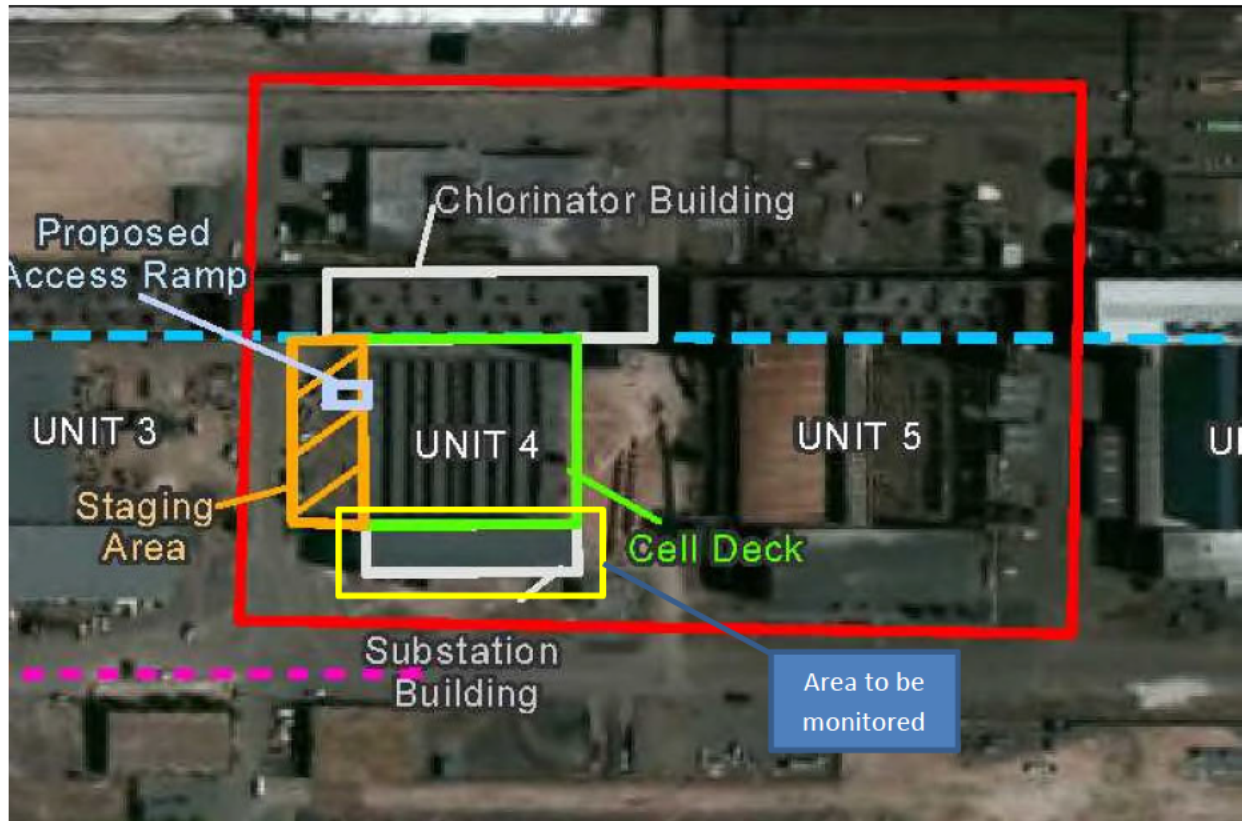 Chlorinator Building
Proposed
Access Ramp
UNIT 3
UNIT 4
UNIT 5
Staging
Area
Cell Deck
Substation
Building
Area to be
monitored